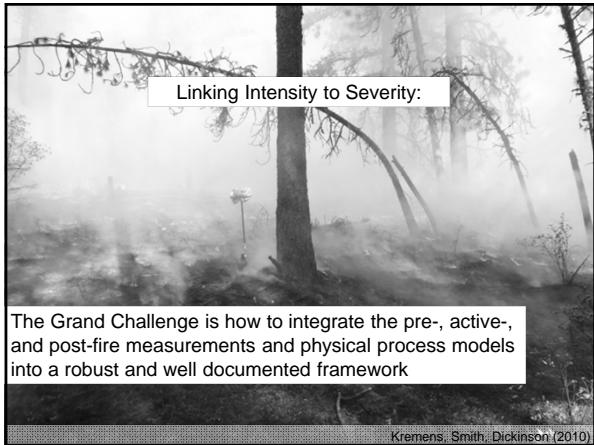 Linking Intensity to Severity:
The Grand Challenge is how to integrate the pre-, active-,
and post-fire measurements and physical process models
into a robust and well documented framework
Kremens, Smith, Dickinson (2010)